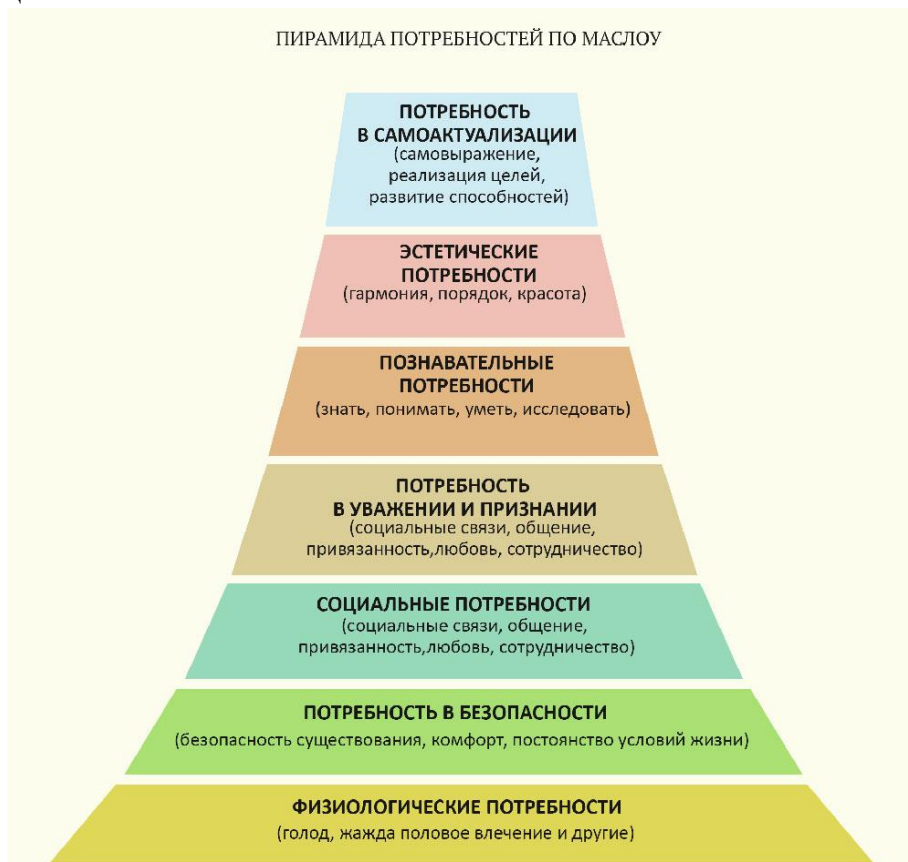 ПИРАМИДА ПОТРЕБНОСТЕЙ ПО МАСЛОУ
ПОТРЕБНОСТЬ
В САМОАКТУАЛИЗАЦИИ
(самовыражение,
реализация целей,
развитие способностей)
ЭСТЕТИЧЕСКИЕ
ПОТРЕБНОСТИ
(гармония, порядок, красота)
ПОЗНАВАТЕЛЬНЫЕ
ПОТРЕБНОСТИ
(знать, понимать, уметь, исследовать)
ПОТРЕБНОСТЬ
В УВАЖЕНИИ И ПРИЗНАНИИ
(социальные связи, общение,
привязанность,любовь, сотрудничество)
СОЦИАЛЬНЫЕ ПОТРЕБНОСТИ
(социальные связи, общение,
привязанность,любовь, сотрудничество)
ПОТРЕБНОСТЬ В БЕЗОПАСНОСТИ
(безопасность существования, комфорт, постоянство условий жизни)
ФИЗИОЛОГИЧЕСКИЕ ПОТРЕБНОСТИ
(голод, жажда половое влечение и другие)